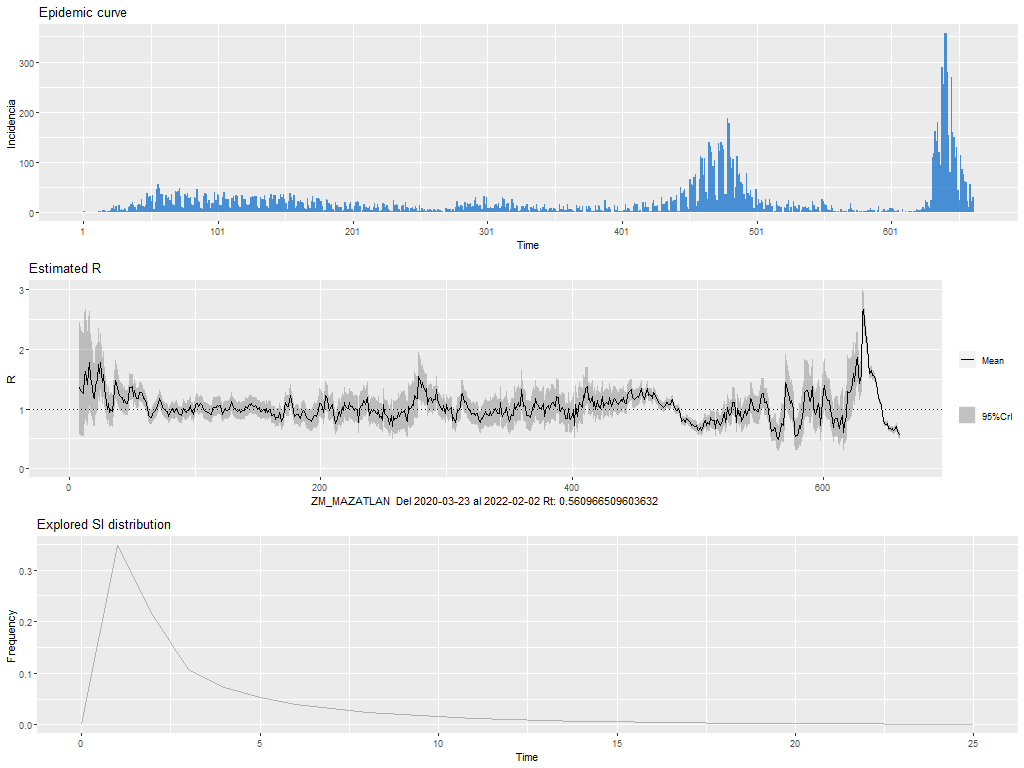 Epidemic curve
300
200
100
0
Incidencia
1 101 201 301 401 501 601
Time
Estimated R
3
2
1
0
R
Mean
95%CrI
0 200 400 600
ZM_MAZATLAN Del 2020-03-23 al 2022-02-02 Rt: 0.560966509603632
Explored SI distribution
0.3
0.2
0.1
0.0
Frequency
0 5 10 15 20 25
Time